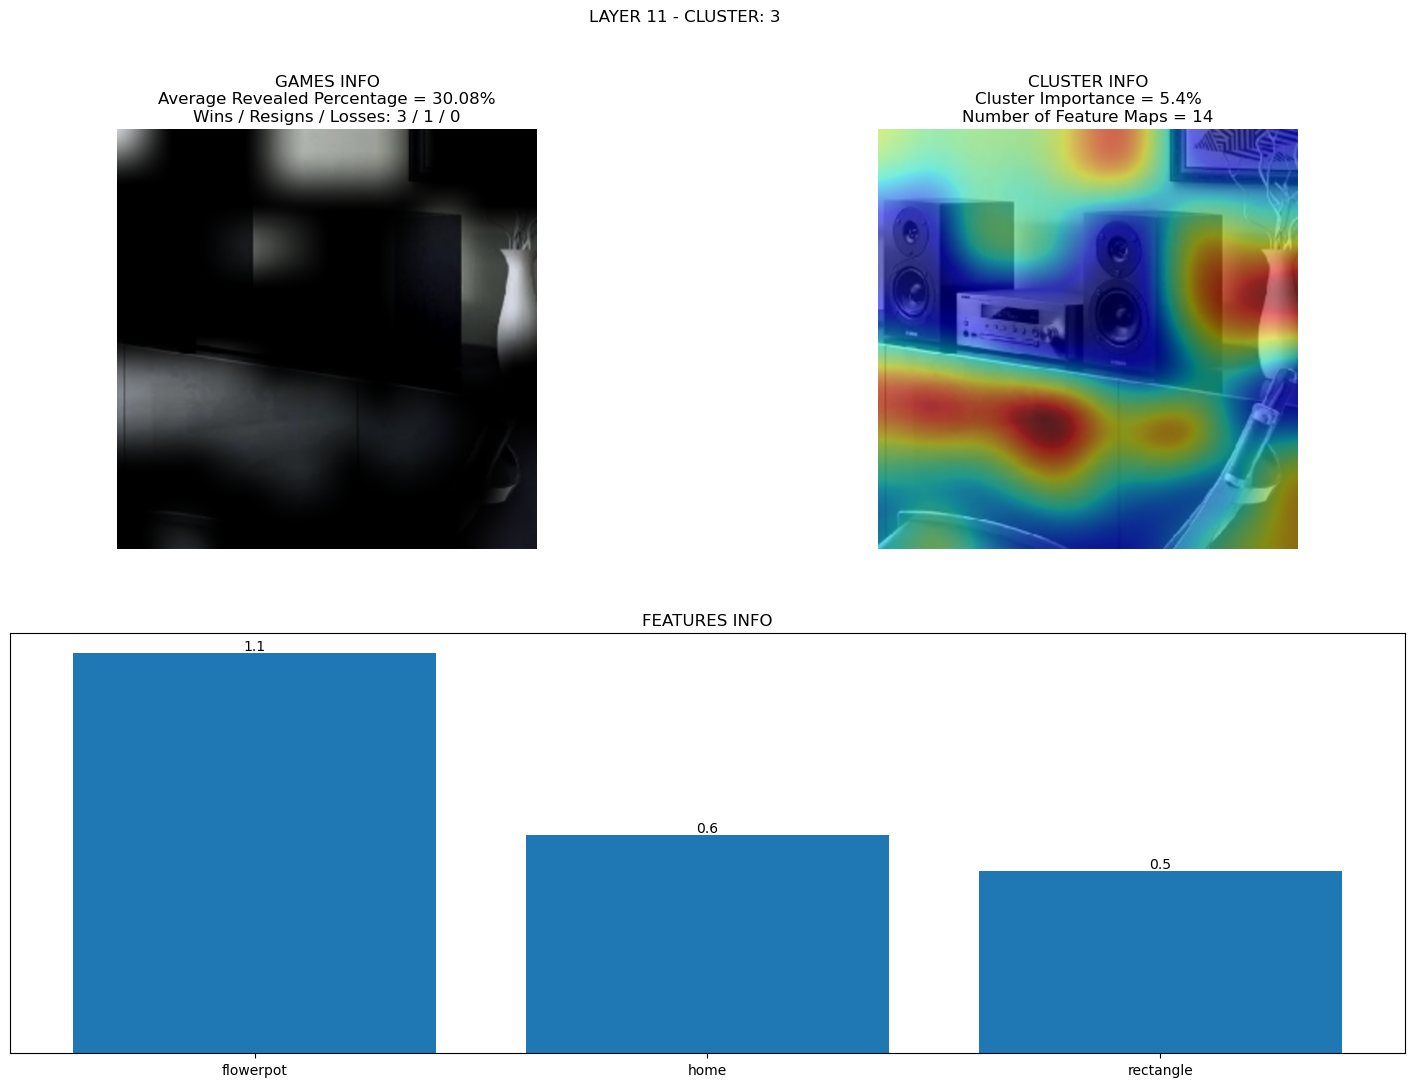 LAYER 11 - CLUSTER: 3
GAMES INFO
Average Revealed Percentage = 30.08%
Wins / Resigns / Losses: 3 / 1 / 0
CLUSTER INFO
Cluster Importance = 5.4%
Number of Feature Maps = 14
FEATURES INFO
1.1
0.6
0.5
flowerpot
home
rectangle